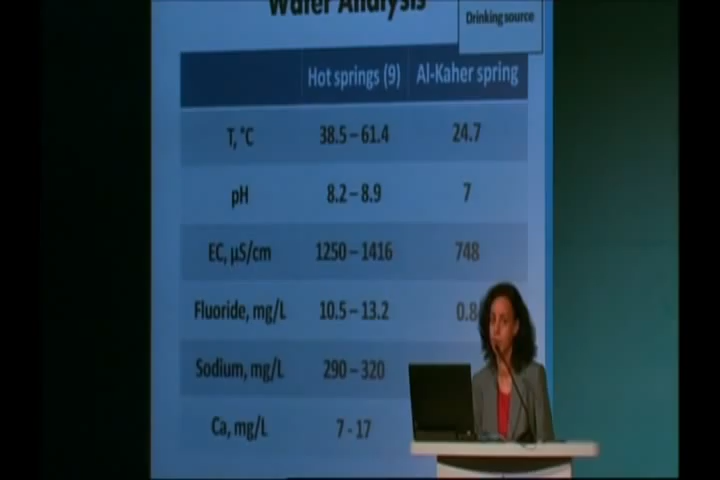 Water Analysis
Drinking source
Hot springs (9) Al-Kaher spring
T, °C 38.5 – 61.4 24.7
pH 8.2 – 8.9 7
EC, µS/cm 1250 – 1416 748
Fluoride, mg/L 10.5 – 13.2
Sodium, mg/L 290 – 320
Ca, mg/L 7 - 17